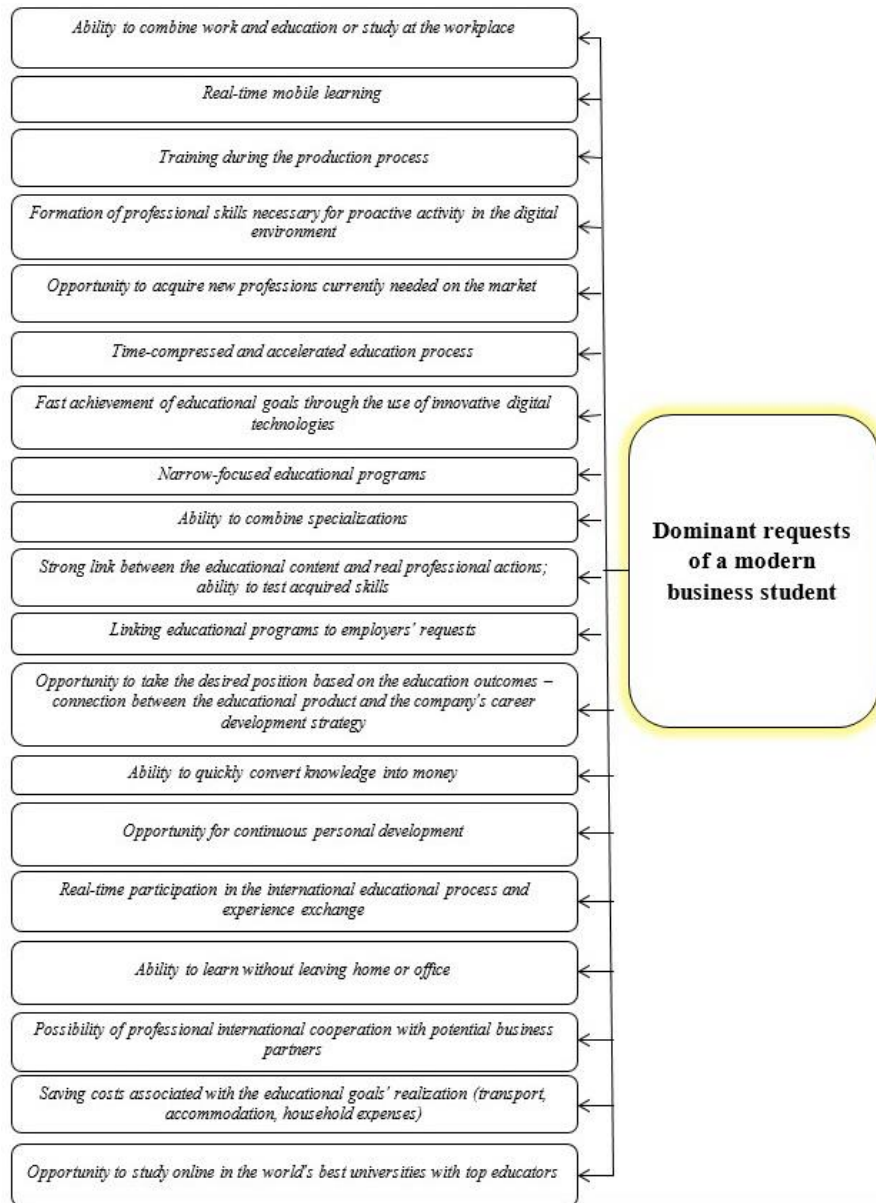 Ability to combine work and education or study at the workplace
Real-time mobile learning
Training during the production process
Formation of professional skills necessary for proactive activity in the digital
environment
Opportunity to acquire new professions currently needed on the market
Time-compressed and accelerated education process
Fast achievement of educational goals through the use of innovative digital
technologies
Narrow-focused educational programs
Ability to combine specializations
Strong link between the educational content and real professional actions;
ability to test acquired skills
Linking educational programs to employers' requests
Opportunity to take the desired position based on the education outcomes –
connection between the educational product and the company's career
development strategy
Ability to quickly convert knowledge into money
Opportunity for continuous personal development
Real-time participation in the international educational process and
experience exchange
Ability to learn without leaving home or office
Possibility of professional international cooperation with potential business
partners
Saving costs associated with the educational goals' realization (transport,
accommodation, household expenses)
Opportunity to study online in the world's best universities with top educators
Dominant requests
of a modern
business student